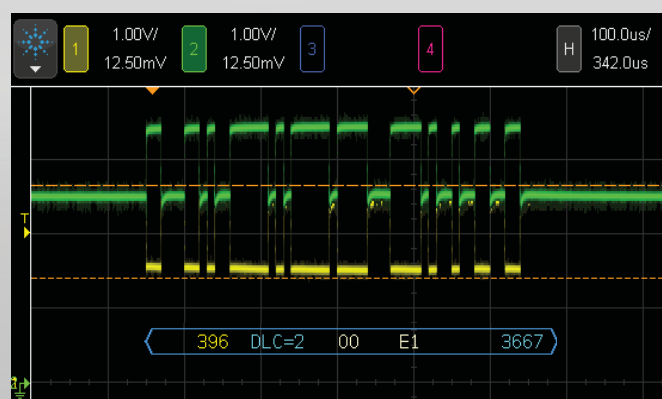 1 1.00V/ 2 1.00V/ 3 4 H 100.0us/
12.50mV 12.50mV 342.0us
T
396 DLC=2 00 E1 3667